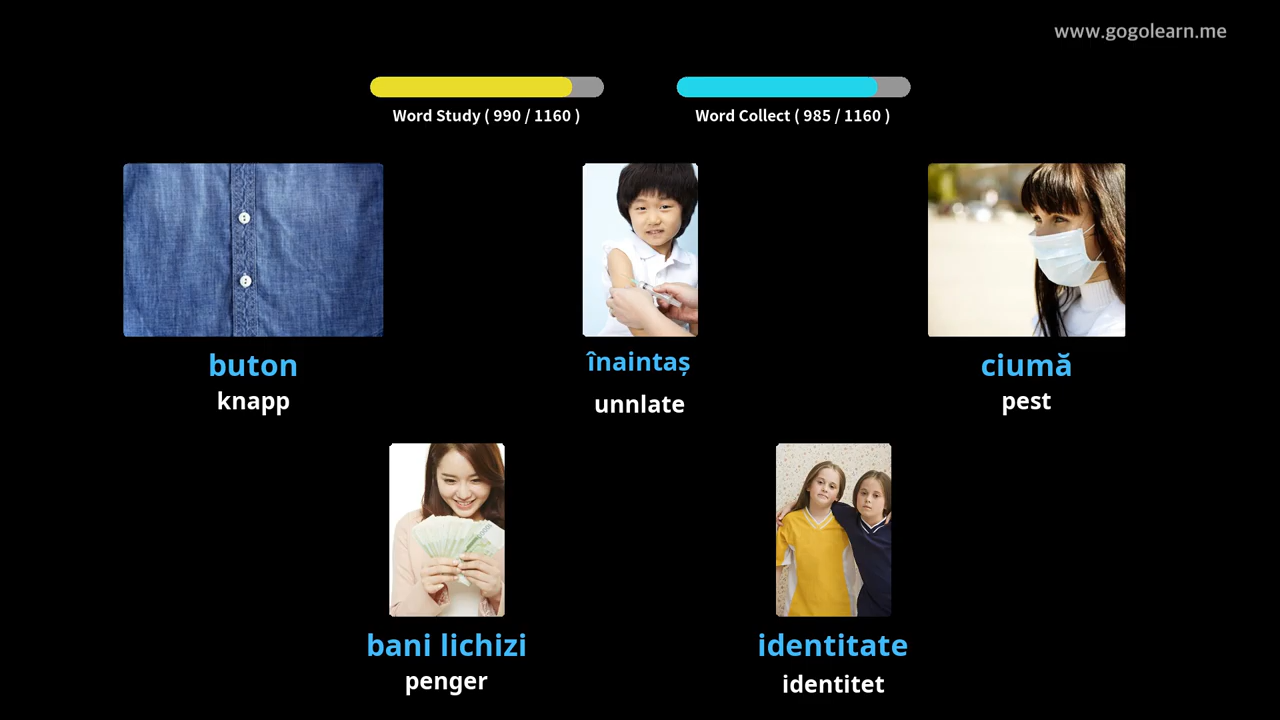 www.gogolearn.me
Word Study ( 990 / 1160 )
Word Collect ( 985 / 1160 )
buton
knapp
înaintaș
unnlate
ciumă
pest
bani lichizi
penger
identitate
identitet